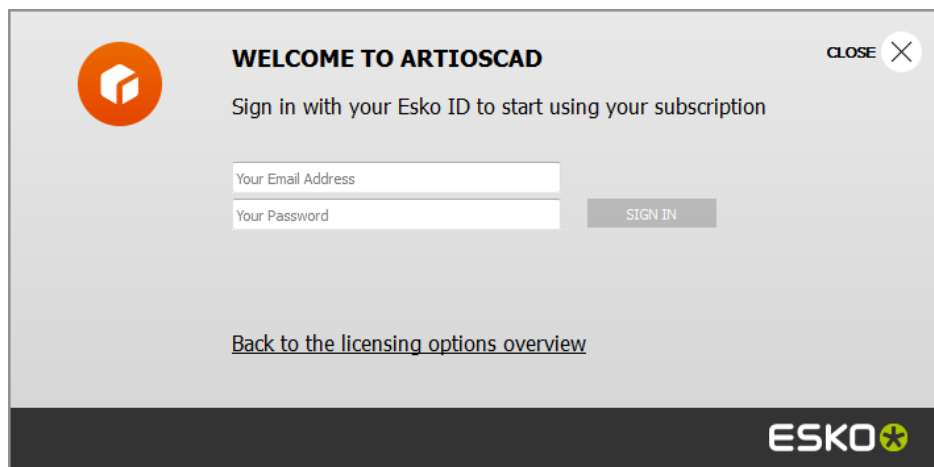 WELCOME TO ARTIOSCAD
CLOSE
Sign in with your Esko ID to start using your subscription
Your Email Address
Your Password
SIGN IN
Back to the licensing options overview
ESKO